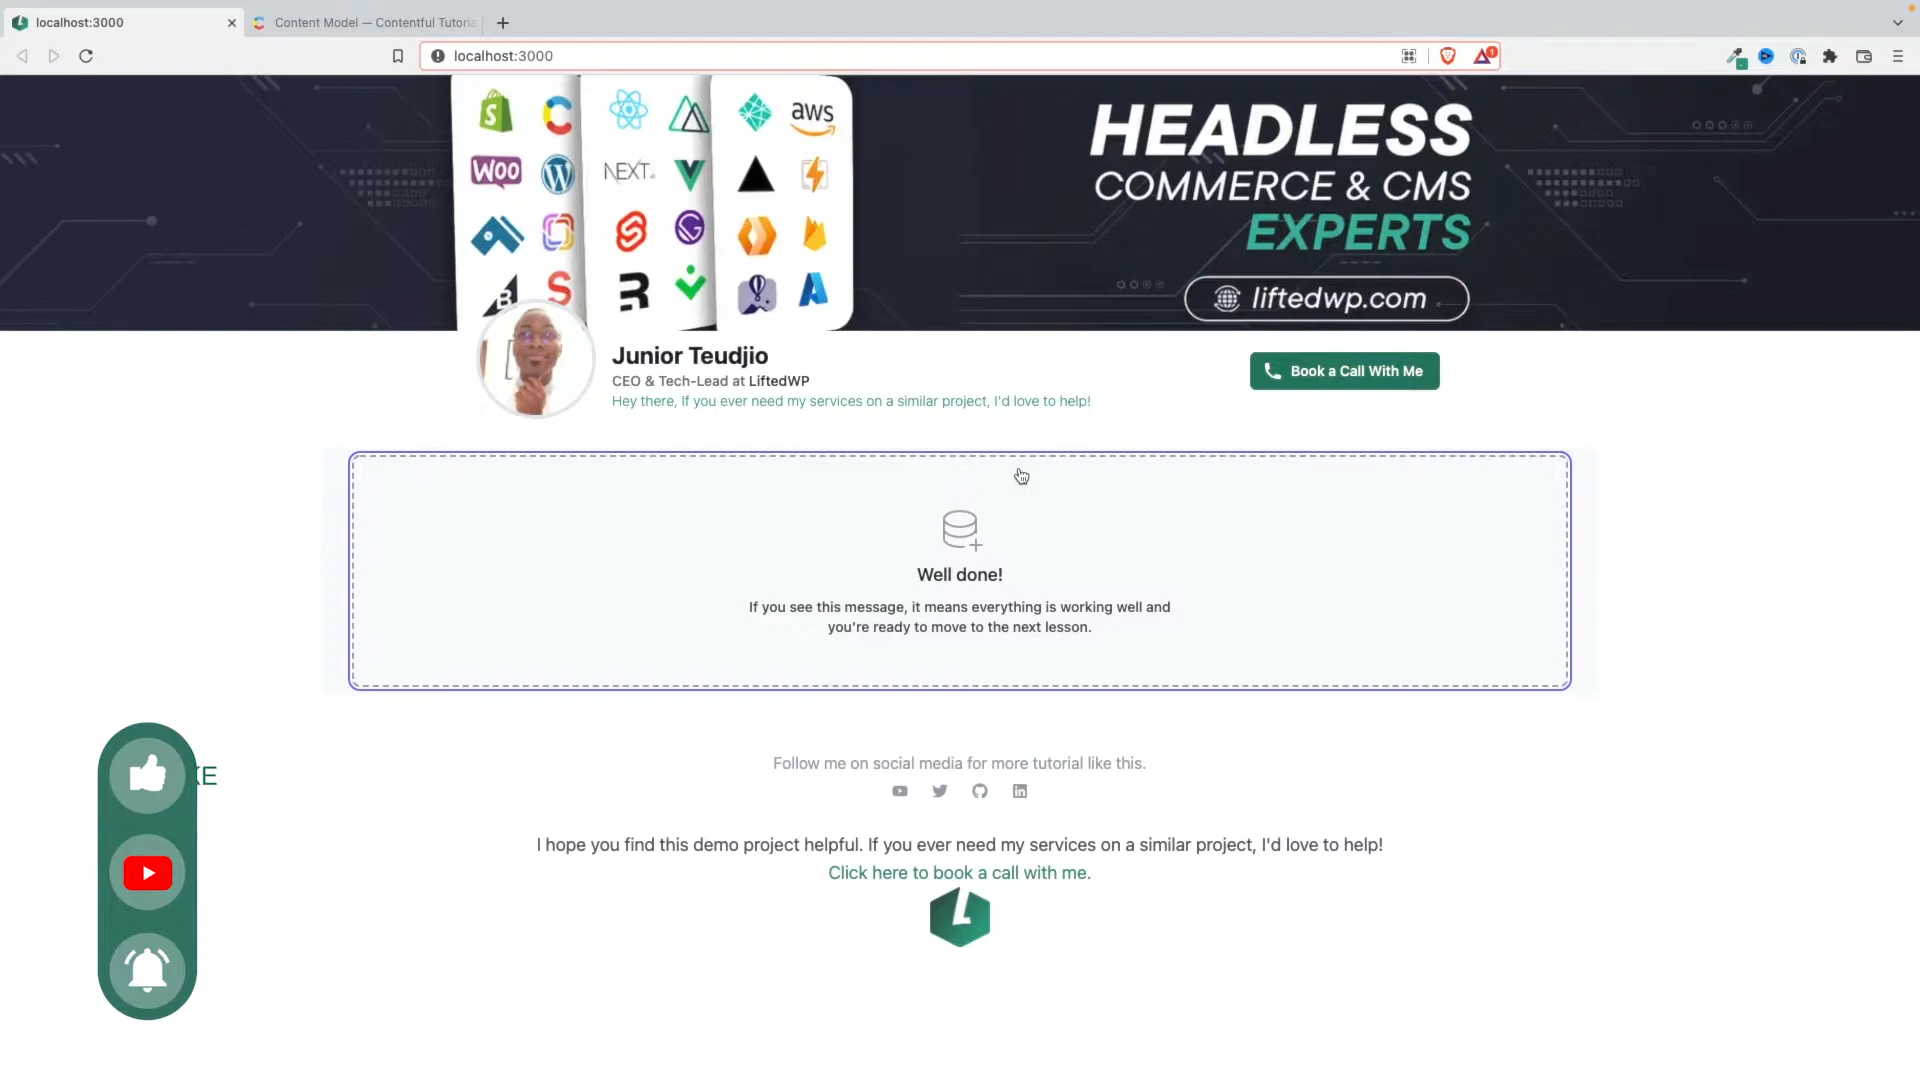 localhost:3000
Content Model — Contentful Tutoria
localhost:3000
1
aws
WOO
NEXT.
HEADLESS
COMMERCE & CMS
EXPERTS
liftedwp.com
Junior Teudjio
CEO & Tech-Lead at LiftedWP
Hey there, If you ever need my services on a similar project, I'd love to help!
Book a Call With Me
Well done!
If you see this message, it means everything is working well and
you're ready to move to the next lesson.
KE
Follow me on social media for more tutorial like this.
I hope you find this demo project helpful. If you ever need my services on a similar project, I'd love to help!
Click here to book a call with me.